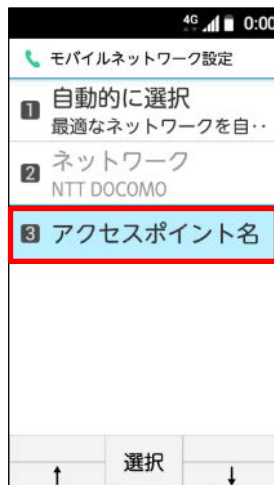 4G 0:00
モバイルネットワーク設定
1 自動的に選択
最適なネットワークを自‥
2 ネットワーク
NTT DOCOMO
3 アクセスポイント名
↑ 選択 ↓